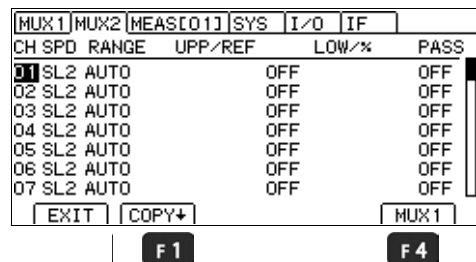 MUX1 MUX2 MEAS[01] SYS I/O IF
CH SPD RANGE UPP/REF LOW/% PASS
01 SL2 AUTO OFF OFF
02 SL2 AUTO OFF OFF
03 SL2 AUTO OFF OFF
04 SL2 AUTO OFF OFF
05 SL2 AUTO OFF OFF
06 SL2 AUTO OFF OFF
07 SL2 AUTO OFF OFF
EXIT COPY↓ MUX1
F1 F4